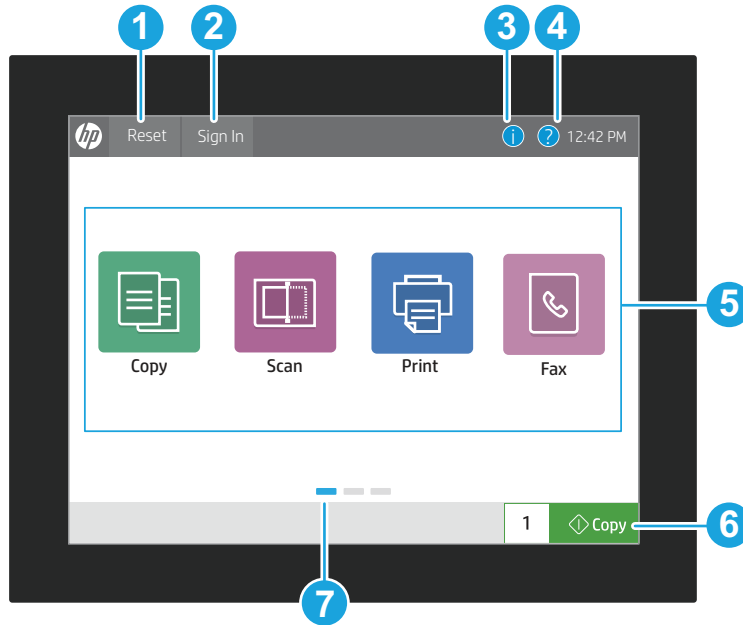 1 2 3 4
hp Reset Sign In i ? 12:42 PM
5
Copy Scan Print Fax
1 Copy 6
7